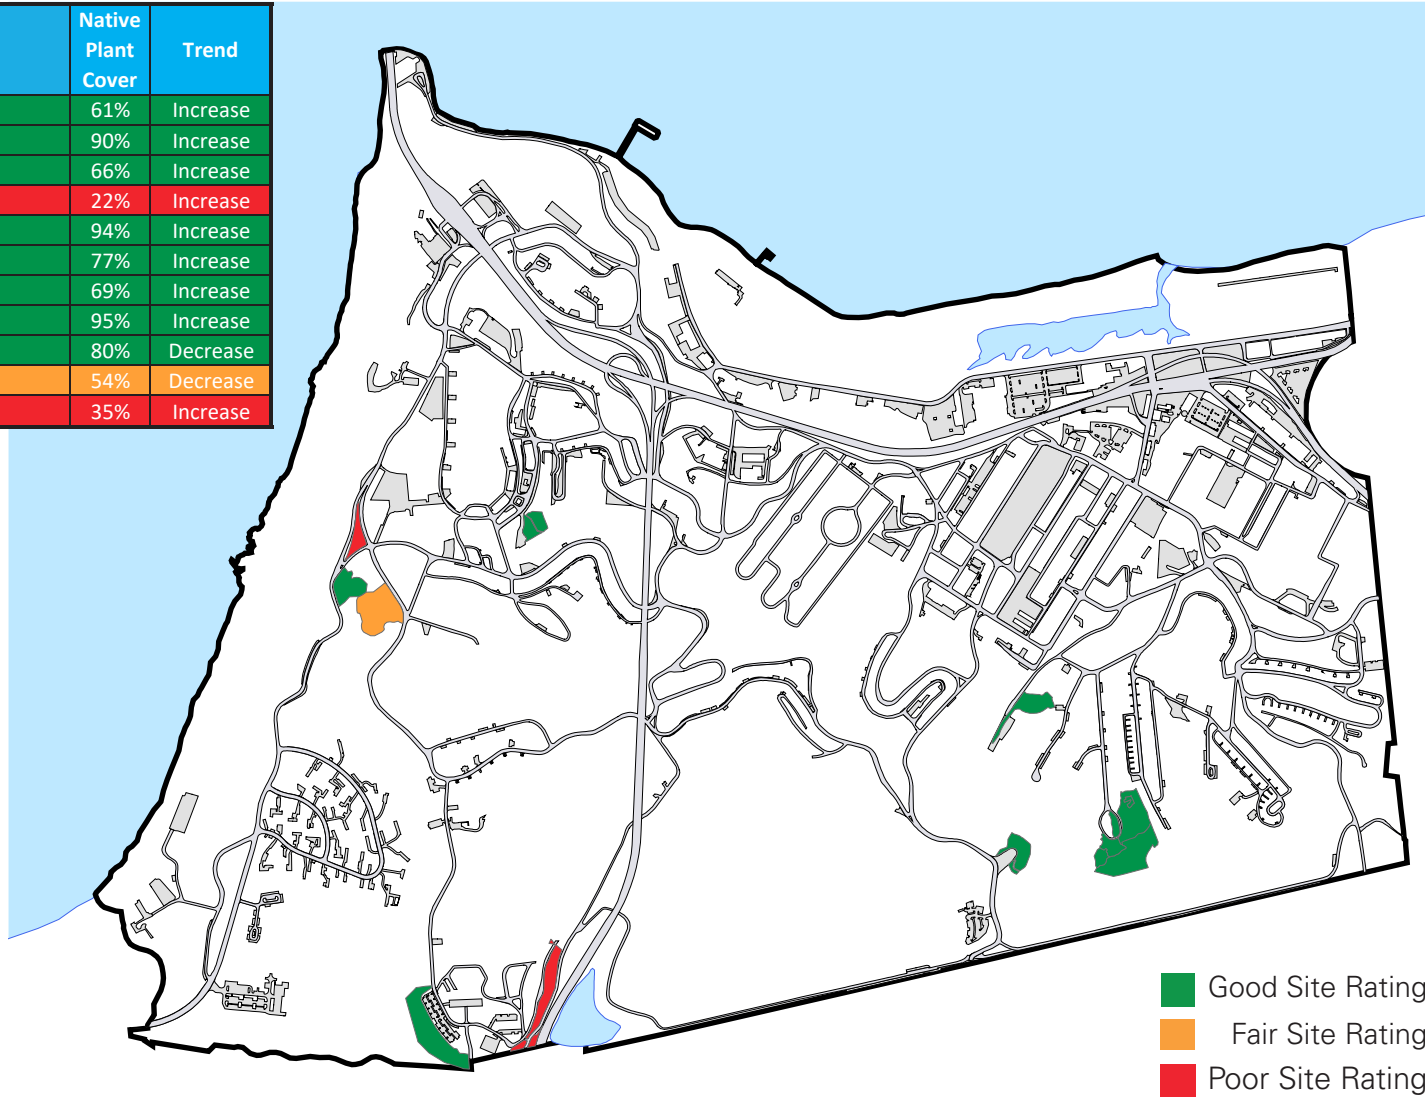 Native
Plant
Cover
Trend
61% Increase
90% Increase
66% Increase
22% Increase
94% Increase
77% Increase
69% Increase
95% Increase
80% Decrease
54% Decrease
35% Increase
Good Site Rating
Fair Site Rating
Poor Site Rating